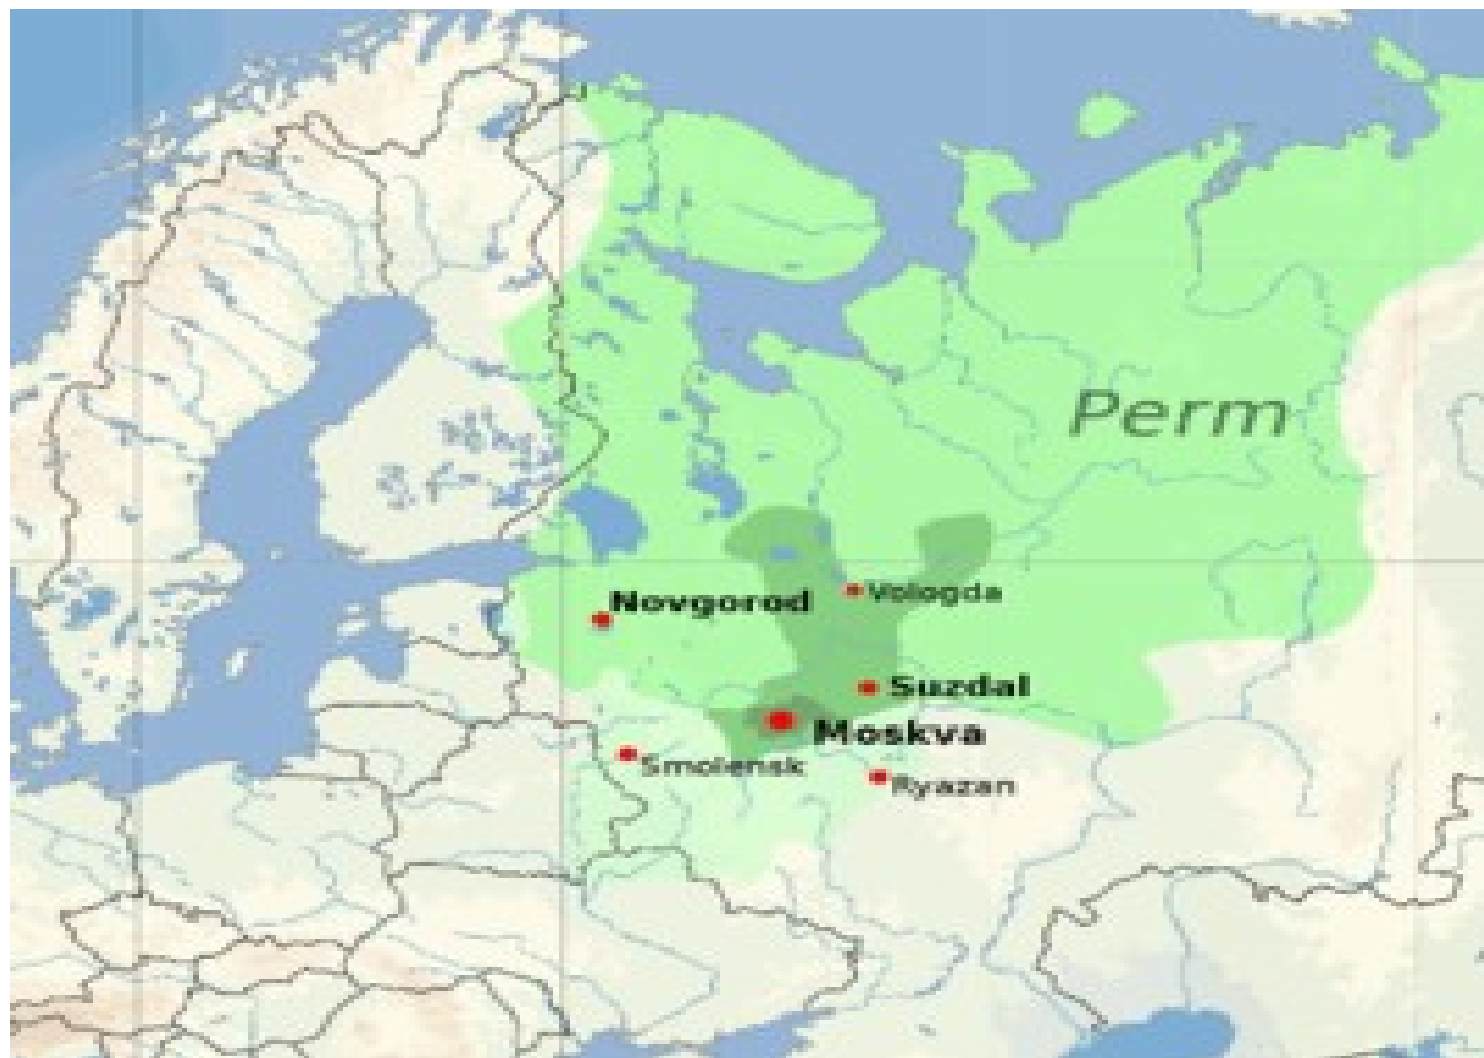 Perm
Novgorod
Vologda
Suzdal
Moskva
Smolensk
Ryazan